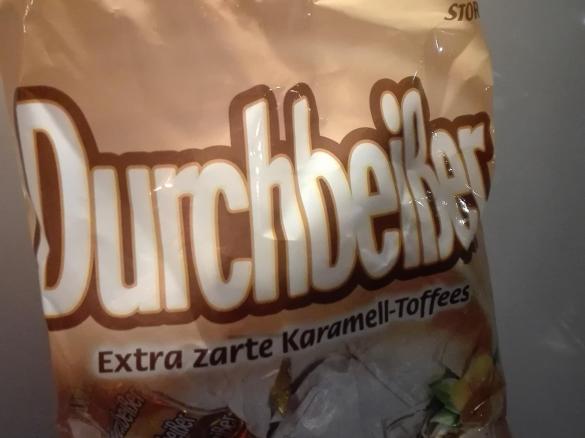 STOR
Durchbeißer
Extra zarte Karamell-Toffees